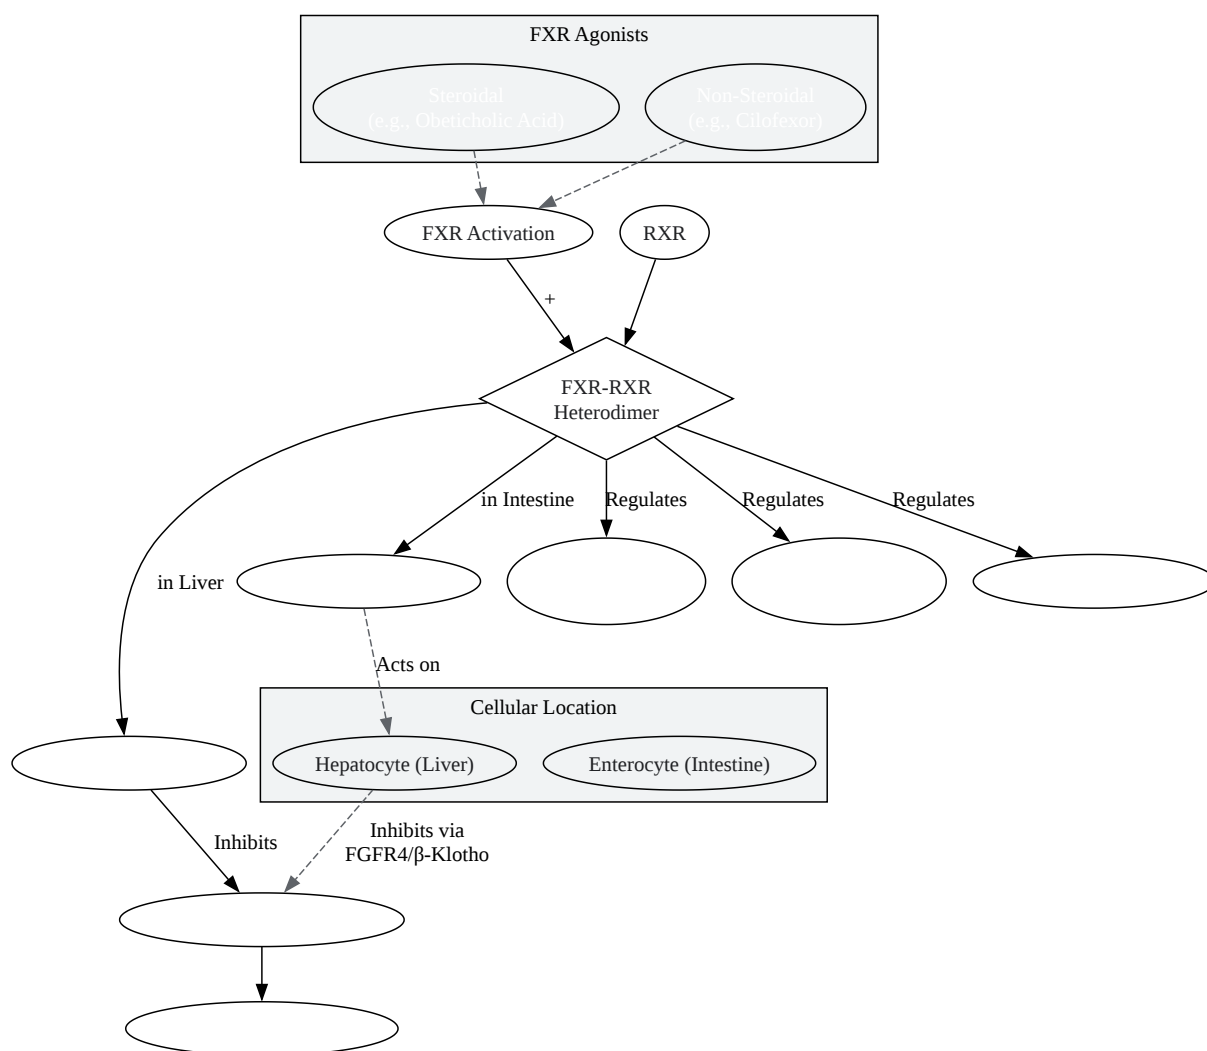 FXR Agonists
Steroidal
(e.g., Obeticholic Acid)
Non-Steroidal
(e.g., Cilofexor)
FXR Activation
RXR
+
FXR-RXR
Heterodimer
in Intestine
Regulates
Regulates
Regulates
in Liver
Acts on
Cellular Location
Hepatocyte (Liver)
Enterocyte (Intestine)
Inhibits
Inhibits via
FGFR4/β-Klotho